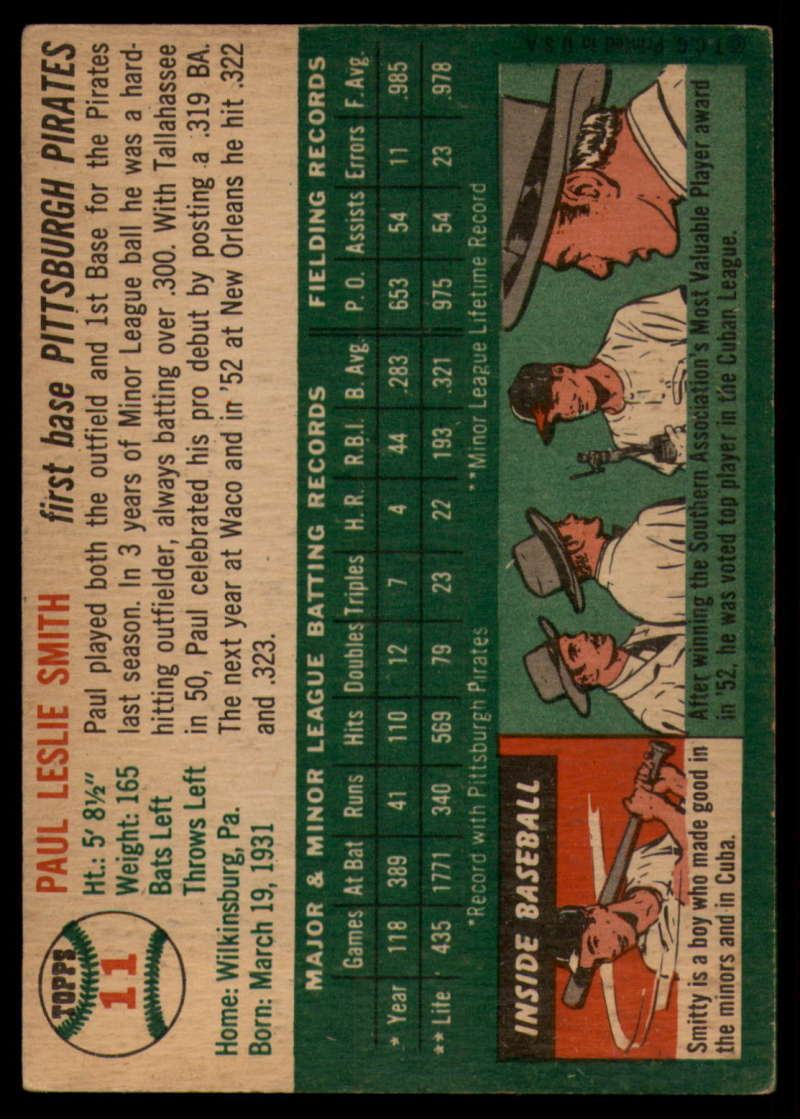 TOPPS
11
PAUL LESLIE SMITH first base PITTSBURGH PIRATES
Ht.: 5' 8½"
Weight: 165
Bats Left
Throws Left
Home: Wilkinsburg, Pa.
Born: March 19, 1931
Paul played both the outfield and 1st Base for the Pirates
last season. In 3 years of Minor League ball he was a hard-
hitting outfielder, always batting over .300. With Tallahassee
in 50, Paul celebrated his pro debut by posting a .319 BA.
The next year at Waco and in '52 at New Orleans he hit .322
and .323.
MAJOR & MINOR LEAGUE BATTING RECORDS FIELDING RECORDS
Games At Bat Runs Hits Doubles Triples H. R. R.B.I. B. Avg. P. O. Assists Errors F. Avg.
* Year 118 389 41 110 12 7 4 44 .283 653 54 11 .985
** Life 435 1771 340 569 79 23 22 193 .321 975 54 23 .978
*Record with Pittsburgh Pirates **Minor League Lifetime Record
INSIDE BASEBALL
Smitty is a boy who made good in
the minors and in Cuba.
After winning the Southern Association's Most Valuable Player award
in '52, he was voted top player in the Cuban League.
© T. C. G. Printed in U S A